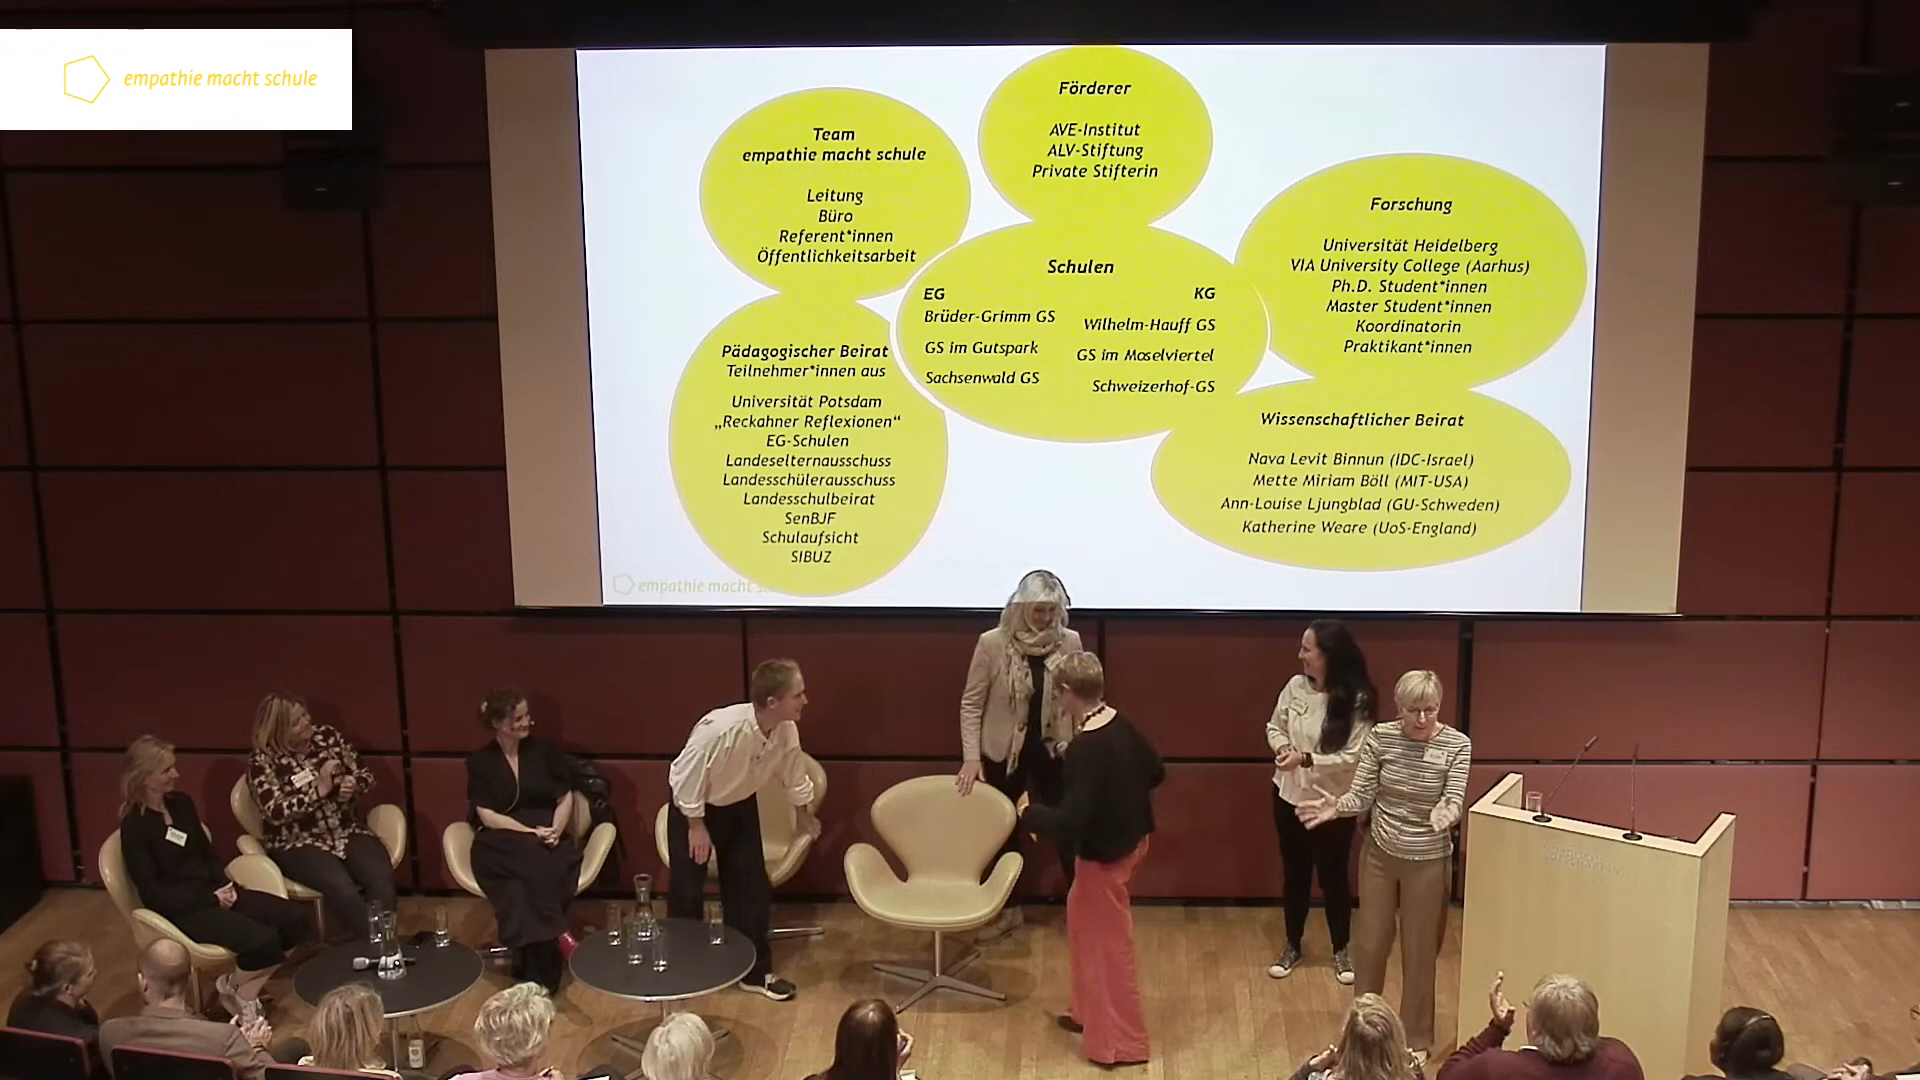 empathie macht schule
Förderer
AVE-Institut
ALV-Stiftung
Private Stifterin
Team
empathie macht schule
Leitung
Büro
Referent*innen
Öffentlichkeitsarbeit
Forschung
Universität Heidelberg
VIA University College (Aarhus)
Ph.D. Student*innen
Master Student*innen
Koordinatorin
Praktikant*innen
Schulen
EG
Brüder-Grimm GS
GS im Gutspark
Sachsenwald GS
KG
Wilhelm-Hauff GS
GS im Moselviertel
Schweizerhof-GS
Pädagogischer Beirat
Teilnehmer*innen aus
Universität Potsdam
„Reckahner Reflexionen“
EG-Schulen
Landeselternausschuss
Landesschülerausschuss
Landesschulbeirat
SenBJF
Schulaufsicht
SIBUZ
Wissenschaftlicher Beirat
Nava Levit Binnun (IDC-Israel)
Mette Miriam Böll (MIT-USA)
Ann-Louise Ljungblad (GU-Schweden)
Katherine Weare (UoS-England)
empathie macht